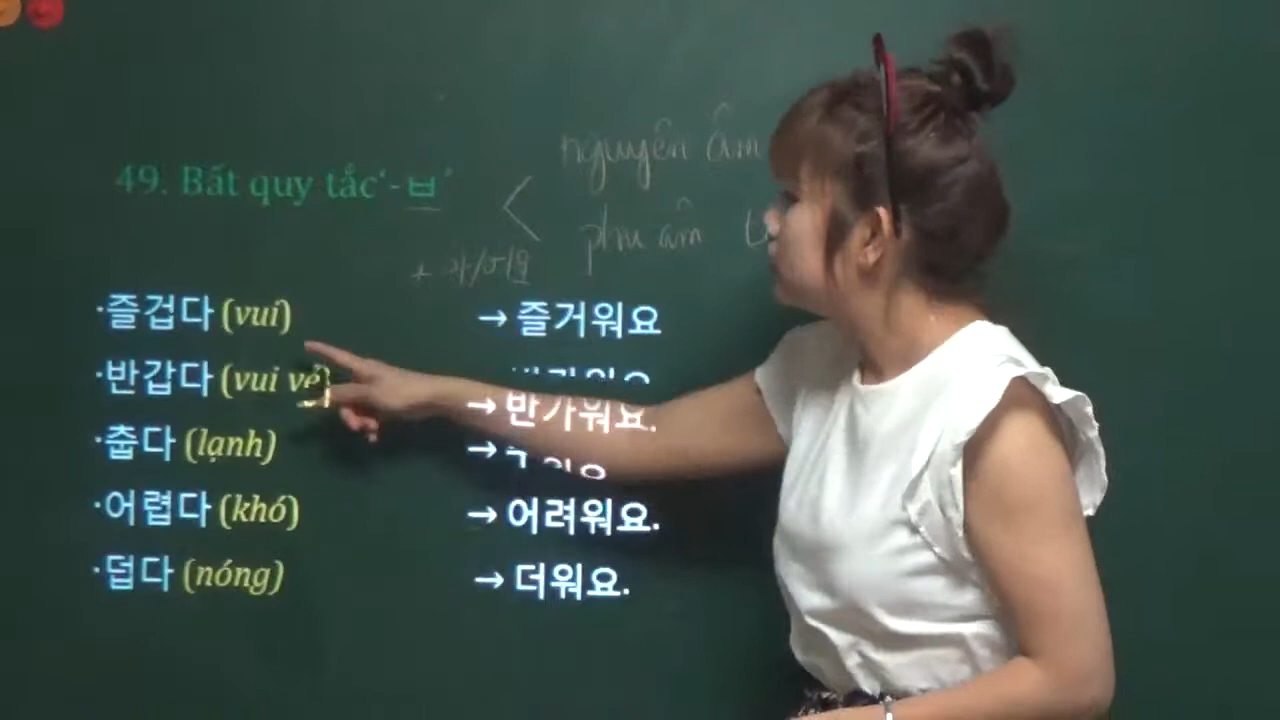 49. Bất quy tắc‘-ㅂ’
nguyên âm
phụ âm
·즐겁다 (vui) → 즐거워요
·반갑다 (vui vẻ) → 반가워요.
·춥다 (lạnh) →
·어렵다 (khó) → 어려워요.
·덥다 (nóng) → 더워요.